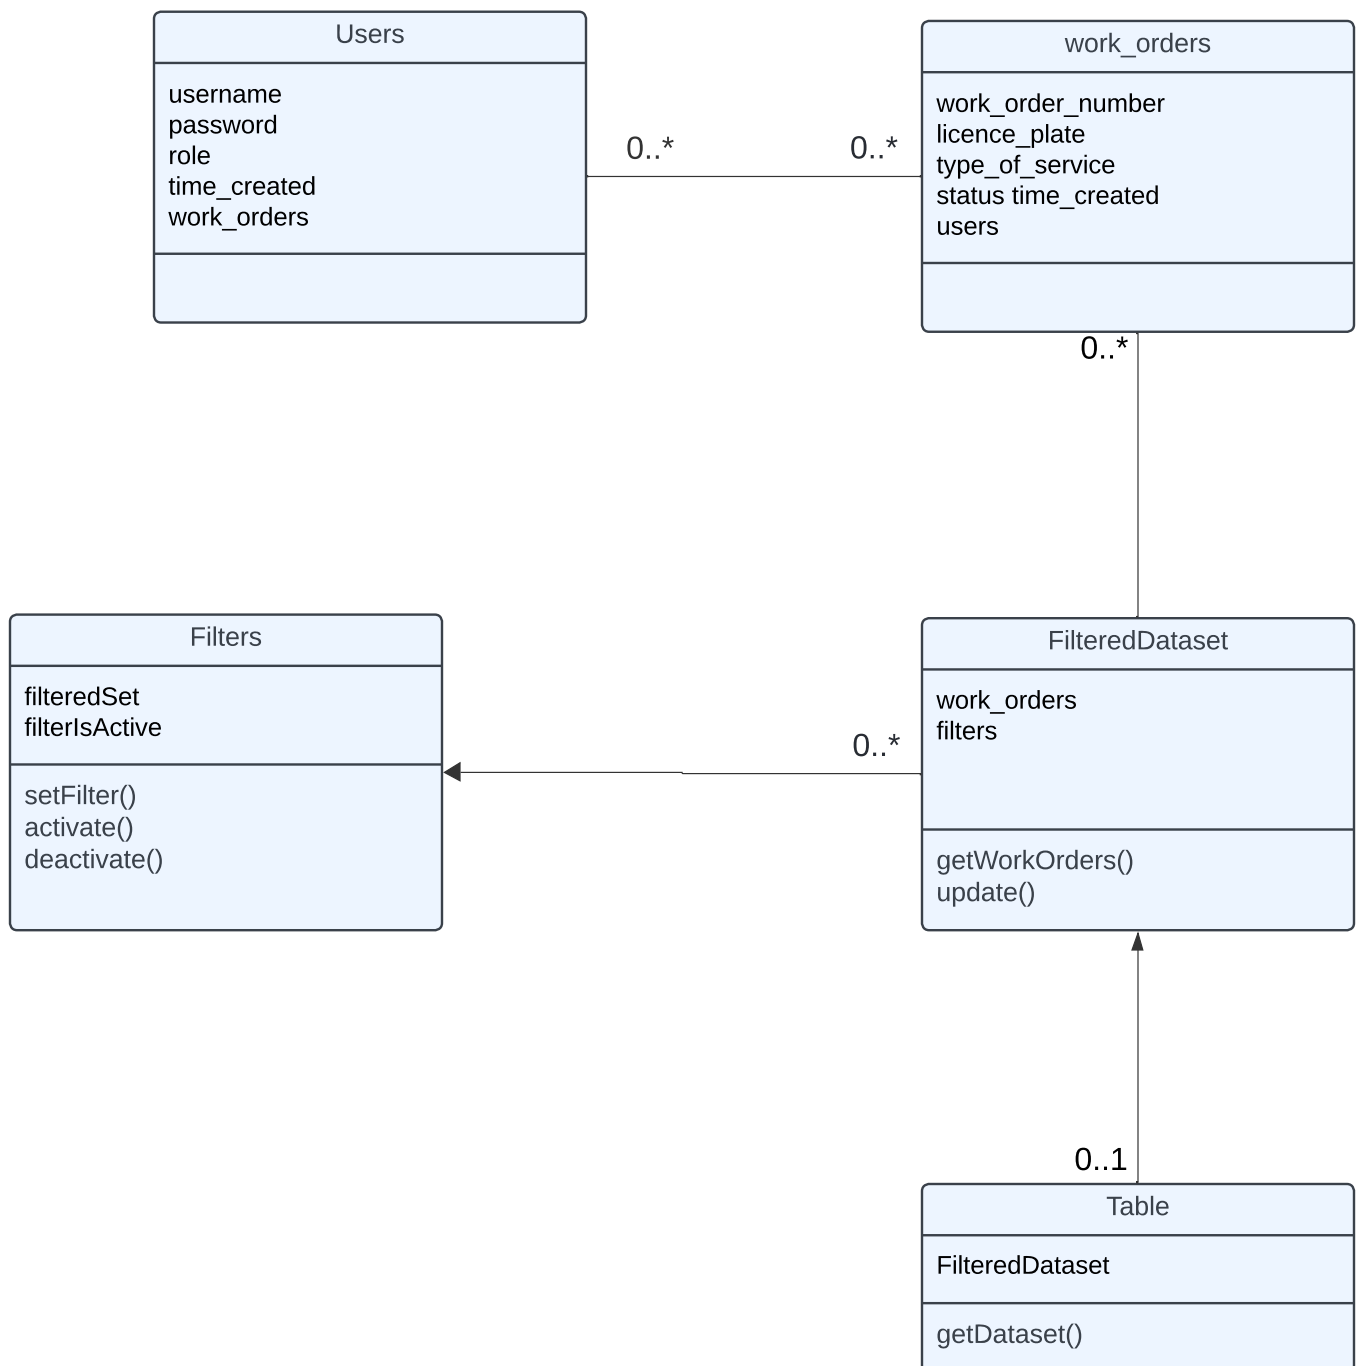 Users
username
password
role
time_created
work_orders
0..*
0..*
work_orders
work_order_number
licence_plate
type_of_service
status time_created
users
0..*
Filters
filteredSet
filterIsActive
setFilter()
activate()
deactivate()
0..*
FilteredDataset
work_orders
filters
getWorkOrders()
update()
0..1
Table
FilteredDataset
getDataset()